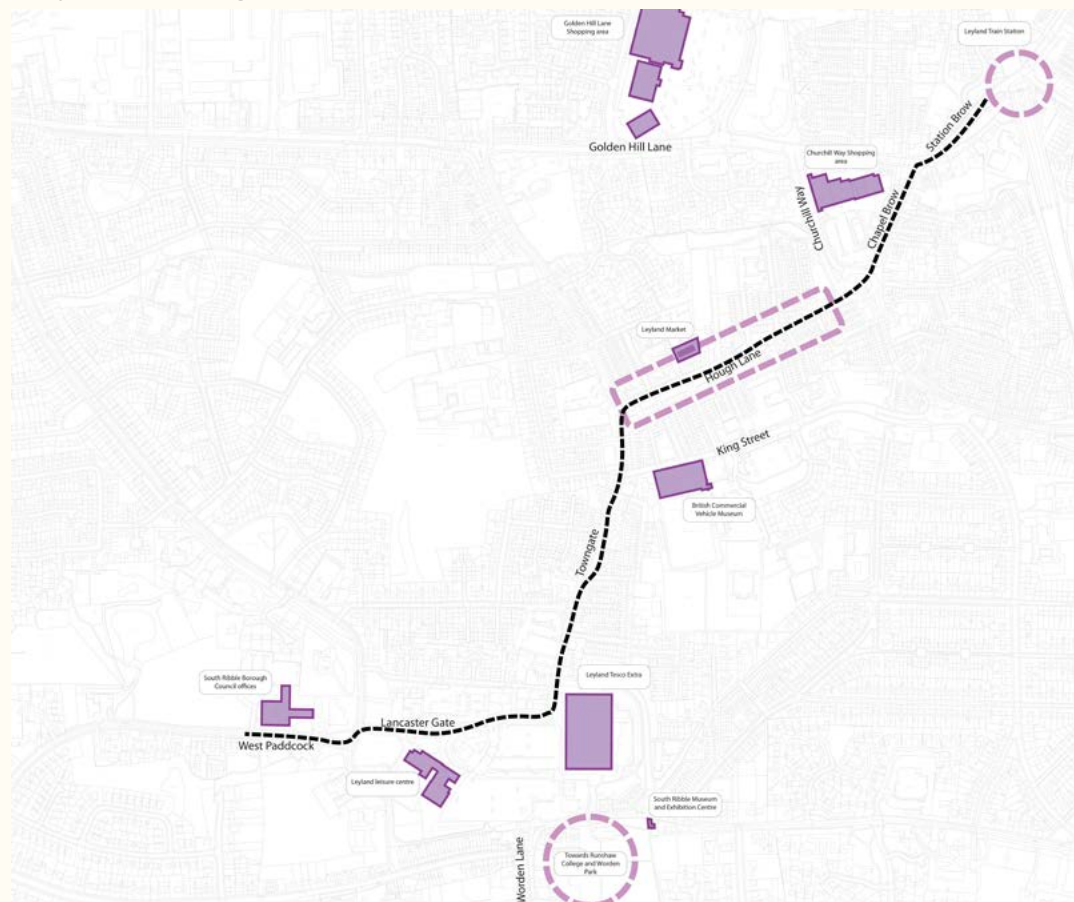 Golden Hill Lane
Shopping area
Leyland Train Station
Station Brow
Golden Hill Lane
Churchill Way Shopping
area
Churchill Way
Chapel Brow
Leyland Market
Hough Lane
King Street
British Commercial
Vehicle Museum
Towngate
South Ribble Borough
Council offices
Leyland Tesco Extra
Lancaster Gate
West Paddcock
Leyland leisure centre
South Ribble Museum
and Exhibition Centre
Worden Lane
Towards Runshaw
College and Worden
Park